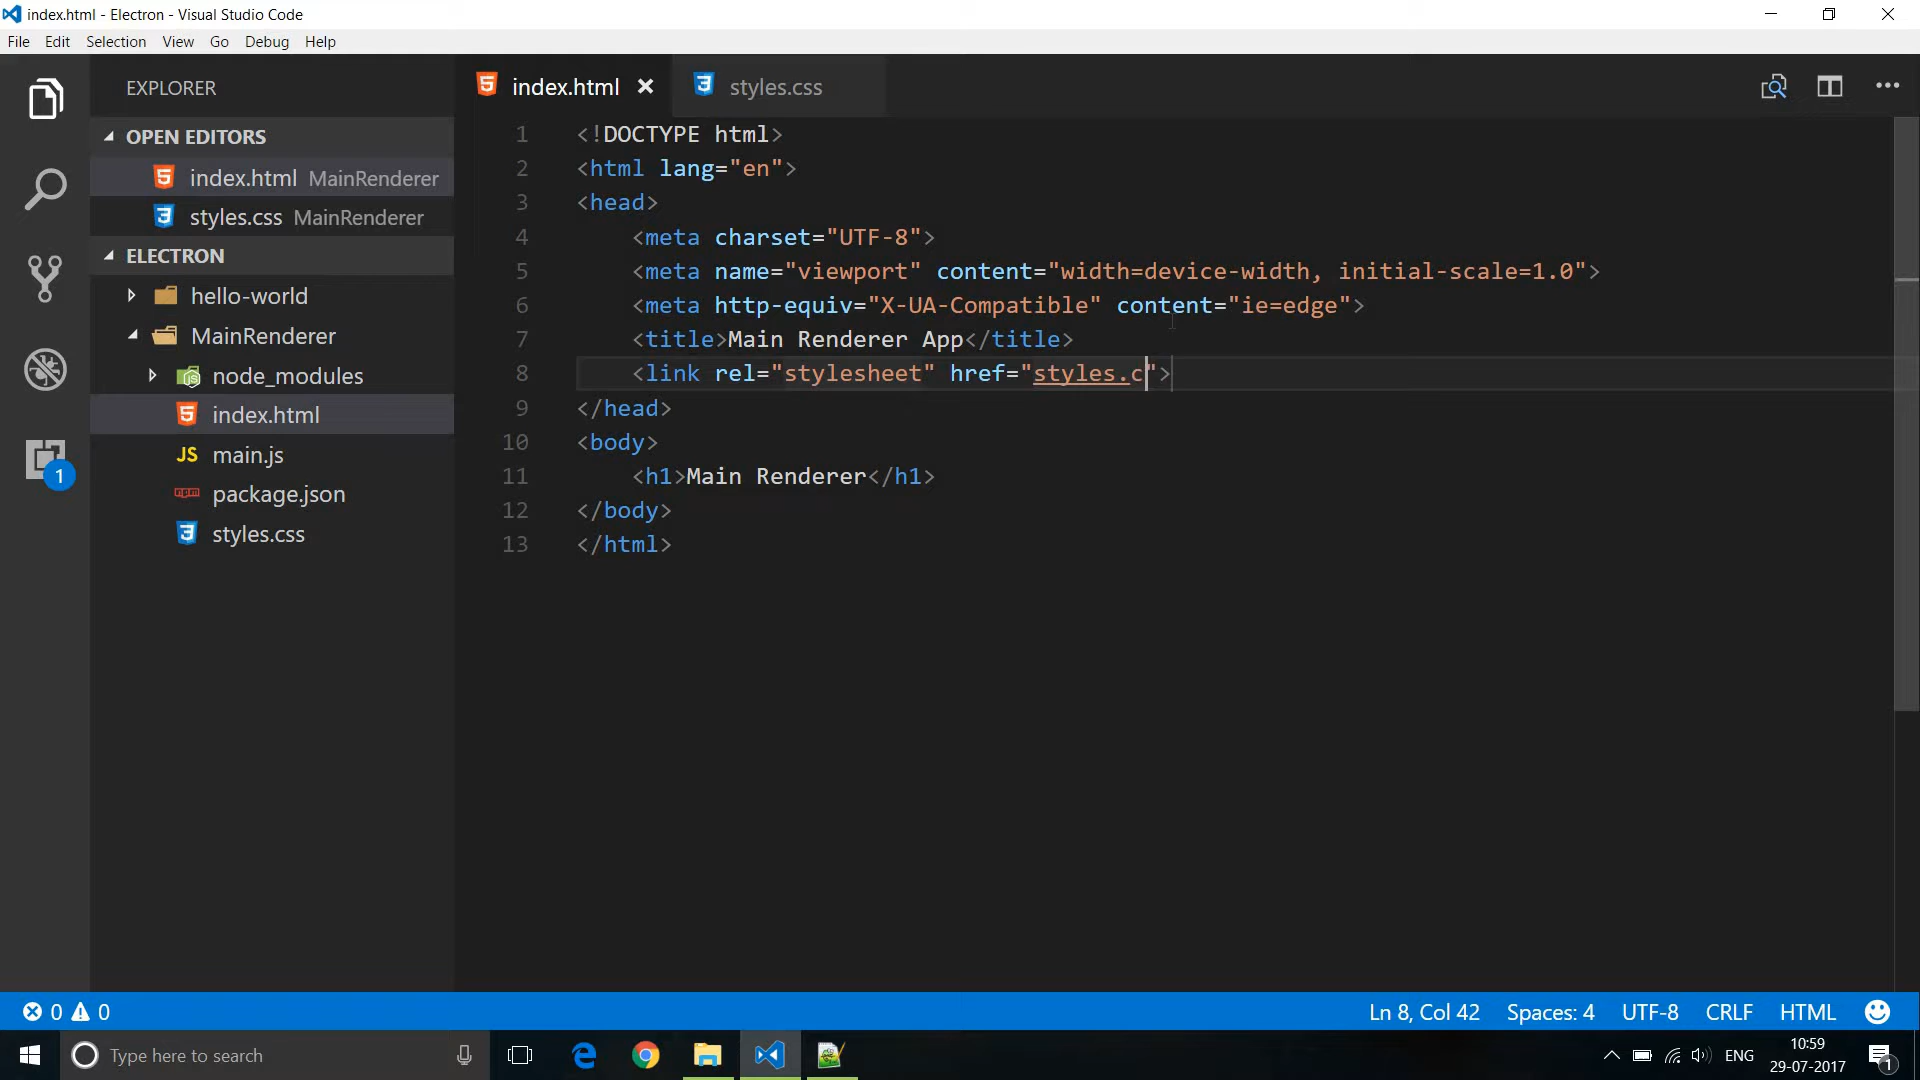 index.html - Electron - Visual Studio Code
File Edit Selection View Go Debug Help
EXPLORER
OPEN EDITORS
index.html MainRenderer
styles.css MainRenderer
ELECTRON
hello-world
MainRenderer
node_modules
index.html
JS main.js
package.json
styles.css
1
index.html styles.css
1 <!DOCTYPE html>
2 <html lang="en">
3 <head>
4 <meta charset="UTF-8">
5 <meta name="viewport" content="width=device-width, initial-scale=1.0">
6 <meta http-equiv="X-UA-Compatible" content="ie=edge">
7 <title>Main Renderer App</title>
8 <link rel="stylesheet" href="styles.c">
9 </head>
10 <body>
11 <h1>Main Renderer</h1>
12 </body>
13 </html>
0 0 Ln 8, Col 42 Spaces: 4 UTF-8 CRLF HTML
Type here to search
ENG
10:59
29-07-2017
1